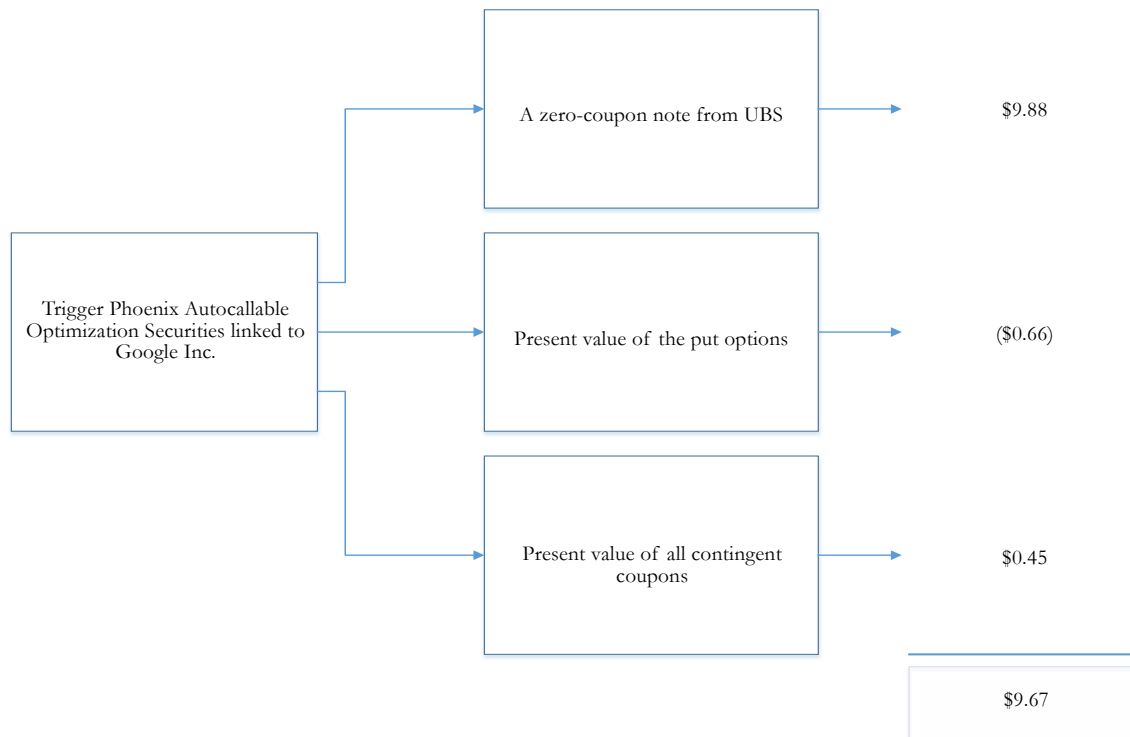 A zero-coupon note from UBS
$9.88
Trigger Phoenix Autocallable
Optimization Securities linked to
Google Inc.
Present value of the put options
($0.66)
Present value of all contingent
coupons
$0.45
$9.67